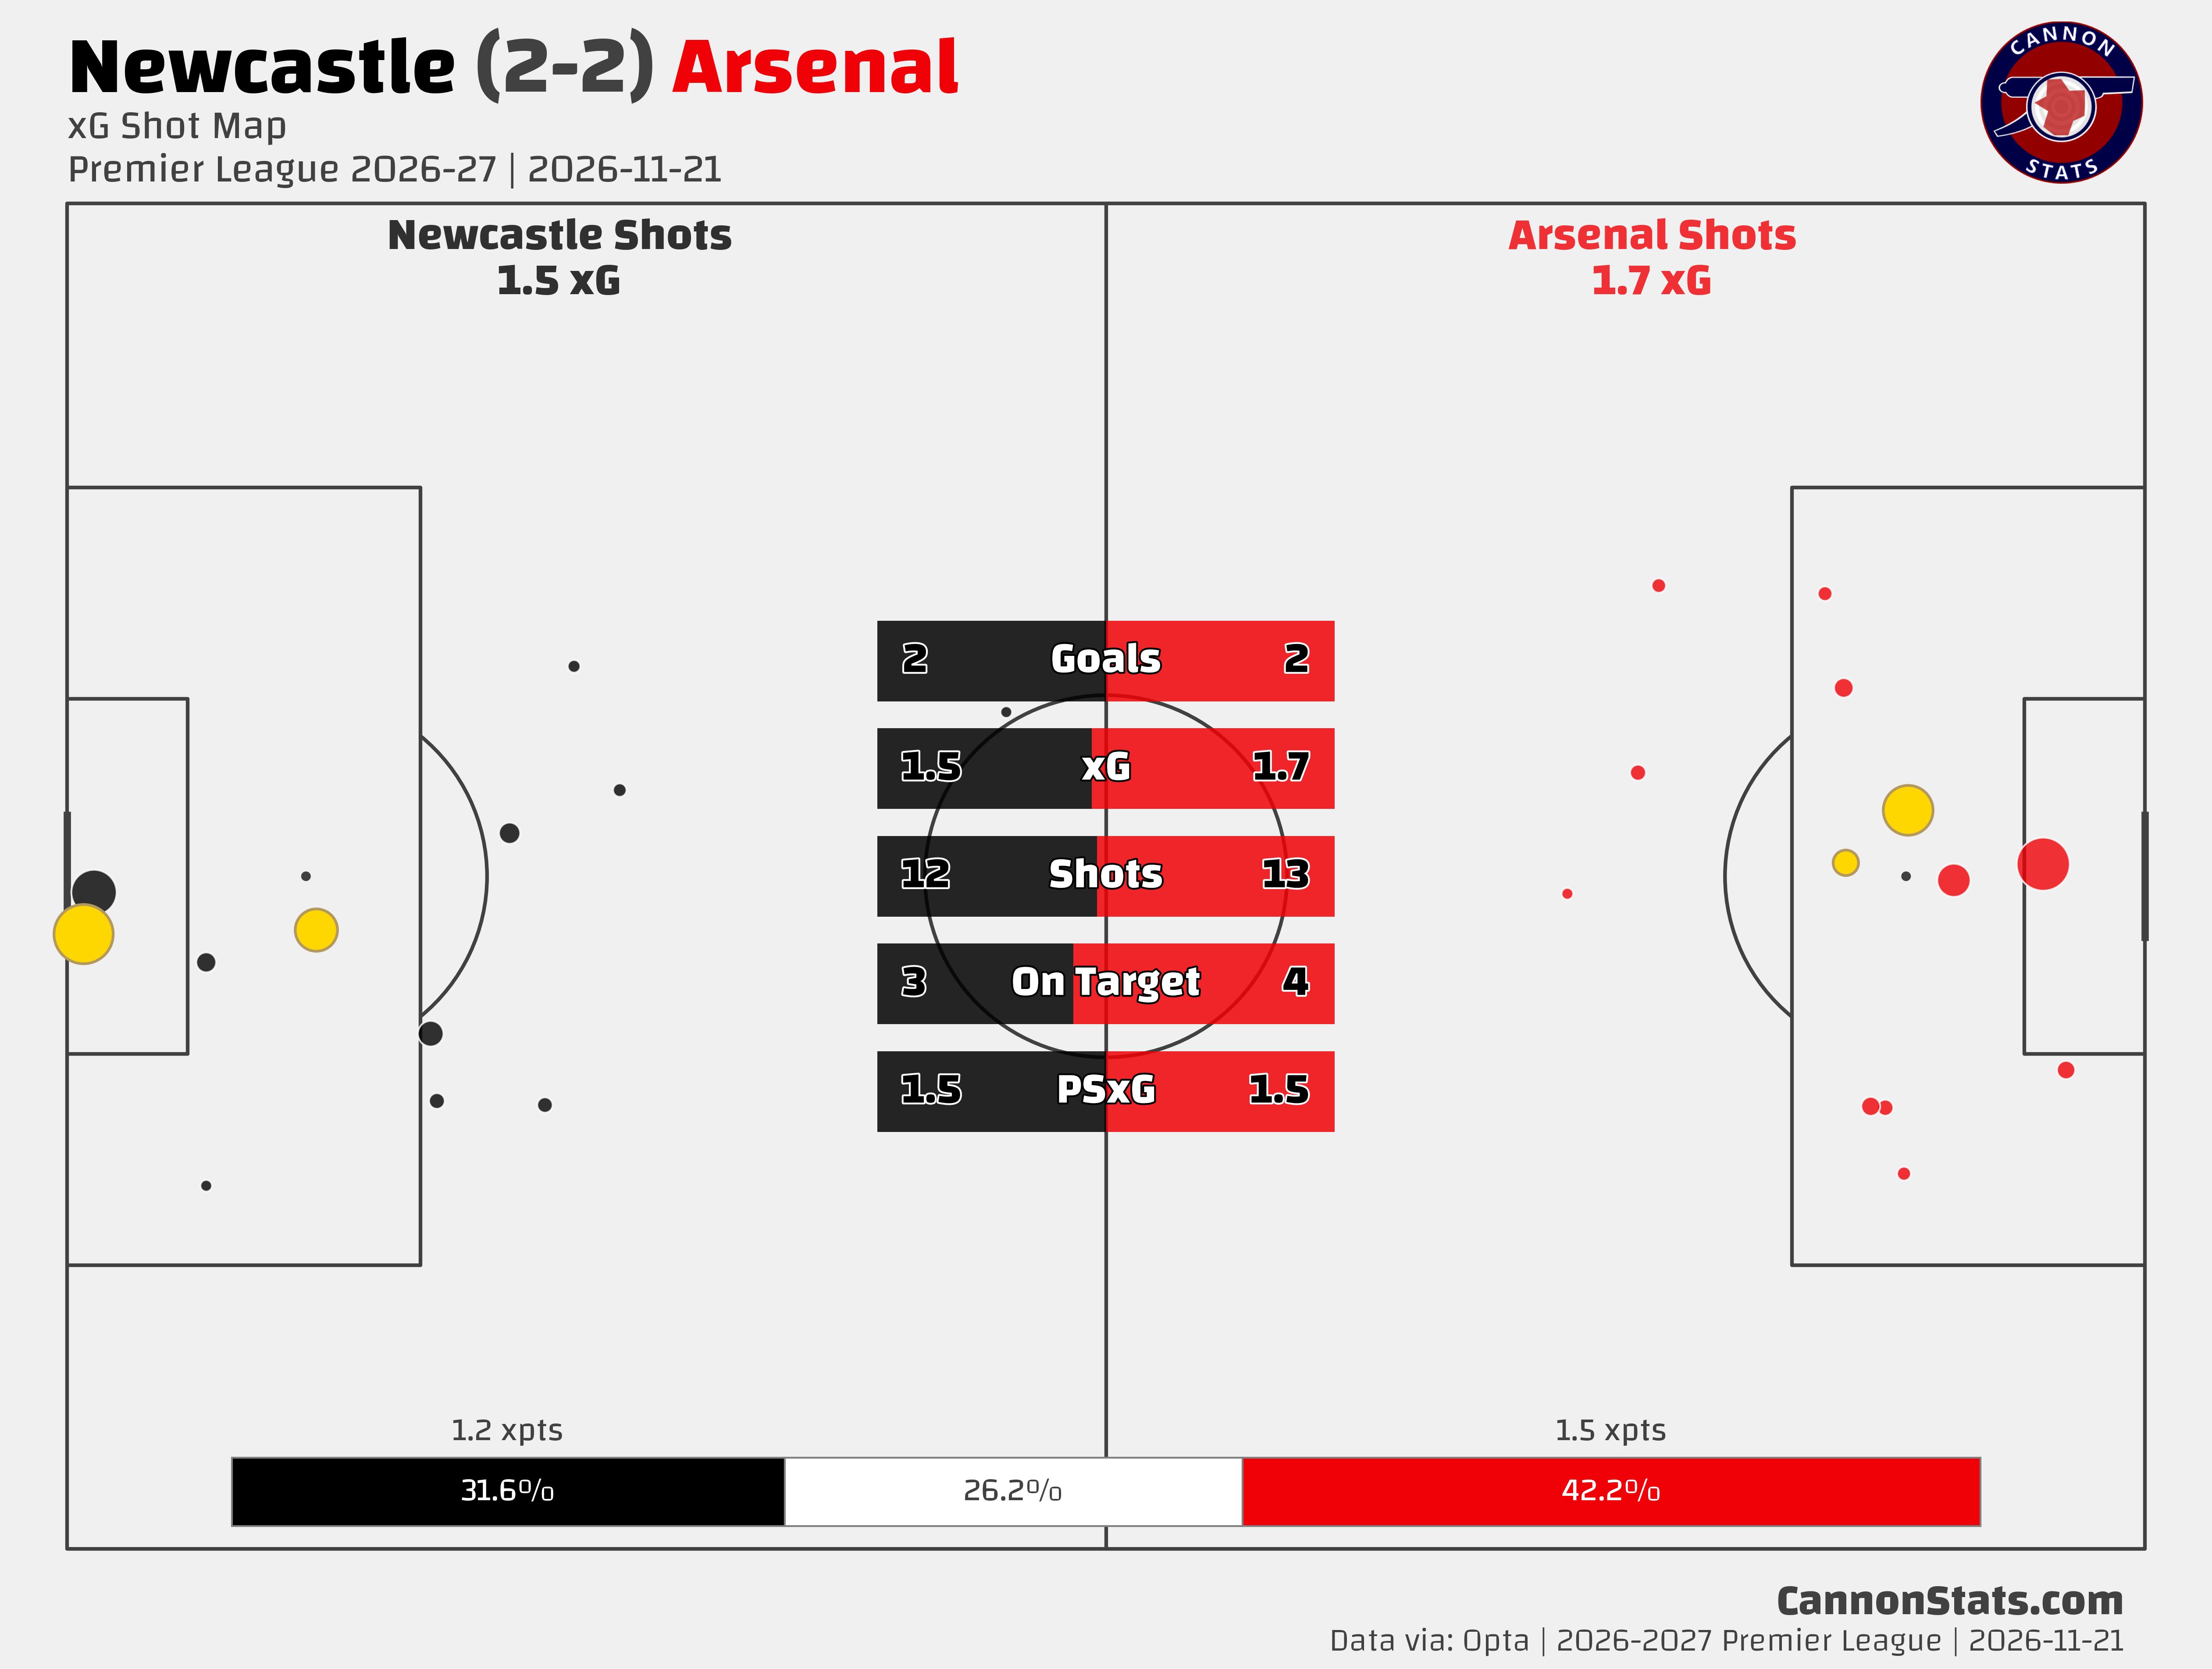 Newcastle (2-2) Arsenal
xG Shot Map
Premier League 2026-27 | 2026-11-21
CANNON
STATS
Newcastle Shots
1.5 xG
Arsenal Shots
1.7 xG
2 Goals 2
1.5 xG 1.7
12 Shots 13
3 On Target 4
1.5 PSxG 1.5
1.2 xpts
1.5 xpts
31.6% 26.2% 42.2%
CannonStats.com
Data via: Opta | 2026-2027 Premier League | 2026-11-21